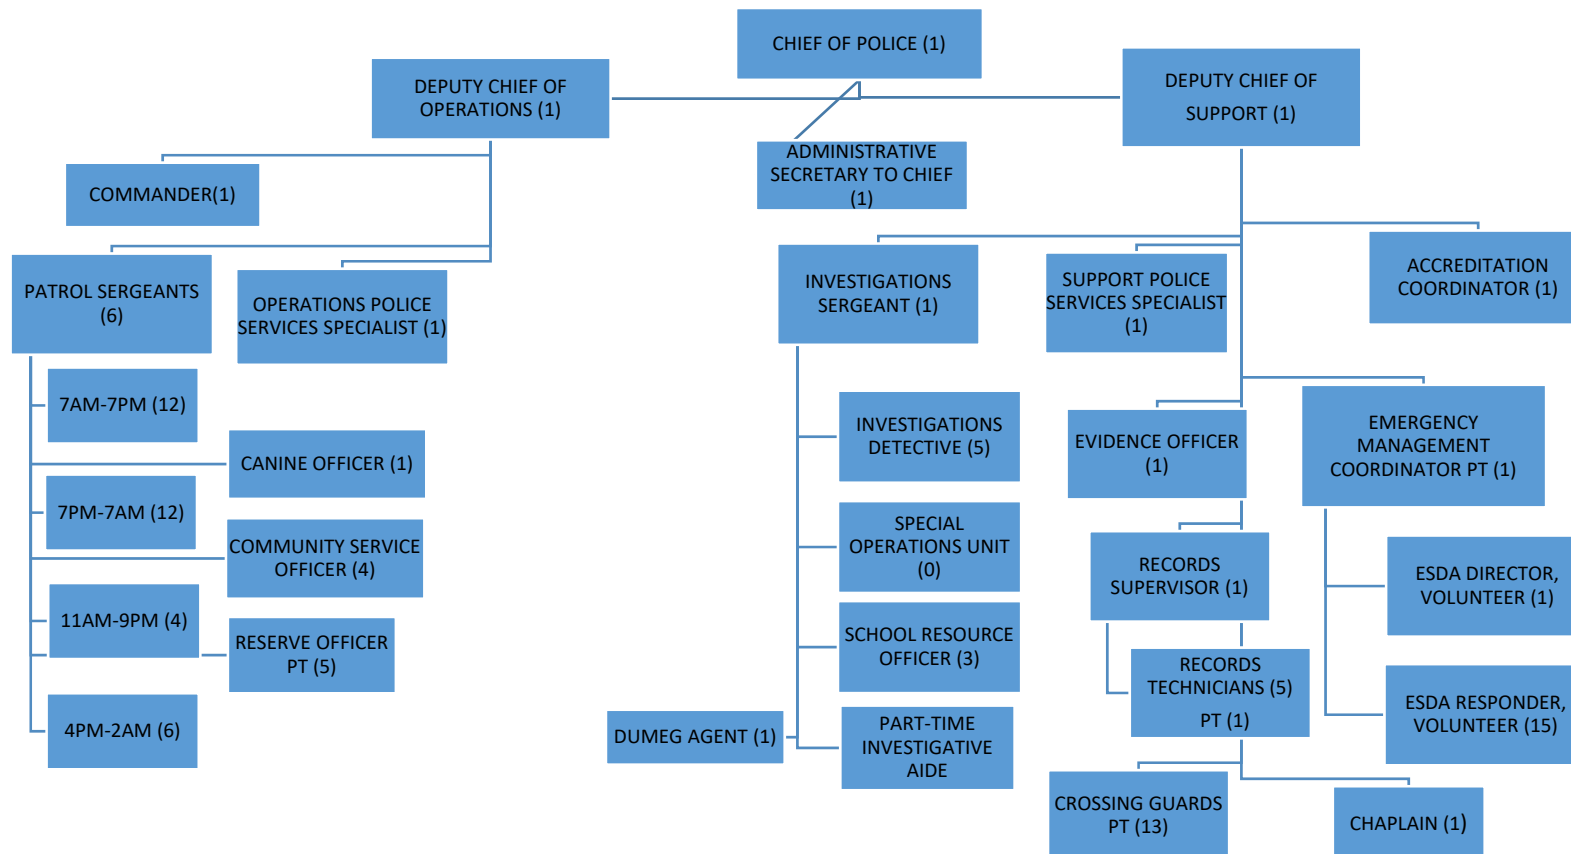 CHIEF OF POLICE (1)
DEPUTY CHIEF OF
OPERATIONS (1)
DEPUTY CHIEF OF
SUPPORT (1)
ADMINISTRATIVE
SECRETARY TO CHIEF
(1)
COMMANDER(1)
PATROL SERGEANTS
(6)
OPERATIONS POLICE
SERVICES SPECIALIST (1)
INVESTIGATIONS
SERGEANT (1)
SUPPORT POLICE
SERVICES SPECIALIST
(1)
ACCREDITATION
COORDINATOR (1)
7AM-7PM (12)
CANINE OFFICER (1)
7PM-7AM (12)
COMMUNITY SERVICE
OFFICER (4)
11AM-9PM (4)
RESERVE OFFICER
PT (5)
4PM-2AM (6)
INVESTIGATIONS
DETECTIVE (5)
SPECIAL
OPERATIONS UNIT
(0)
SCHOOL RESOURCE
OFFICER (3)
DUMEG AGENT (1)
PART-TIME
INVESTIGATIVE
AIDE
EVIDENCE OFFICER
(1)
EMERGENCY
MANAGEMENT
COORDINATOR PT (1)
RECORDS
SUPERVISOR (1)
RECORDS
TECHNICIANS (5)
PT (1)
ESDA DIRECTOR,
VOLUNTEER (1)
ESDA RESPONDER,
VOLUNTEER (15)
CROSSING GUARDS
PT (13)
CHAPLAIN (1)